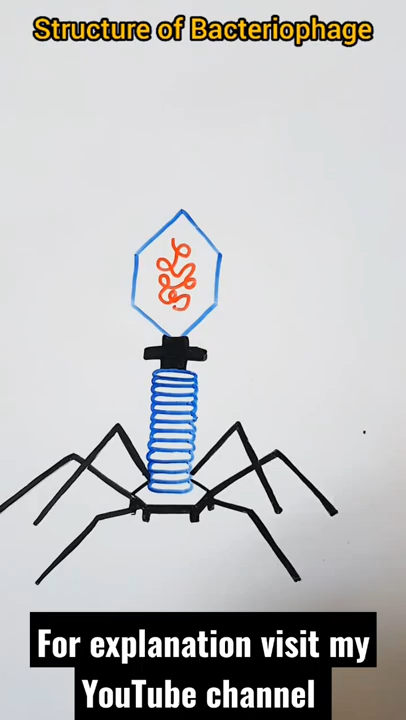 Structure of Bacteriophage
For explanation visit my
YouTube channel